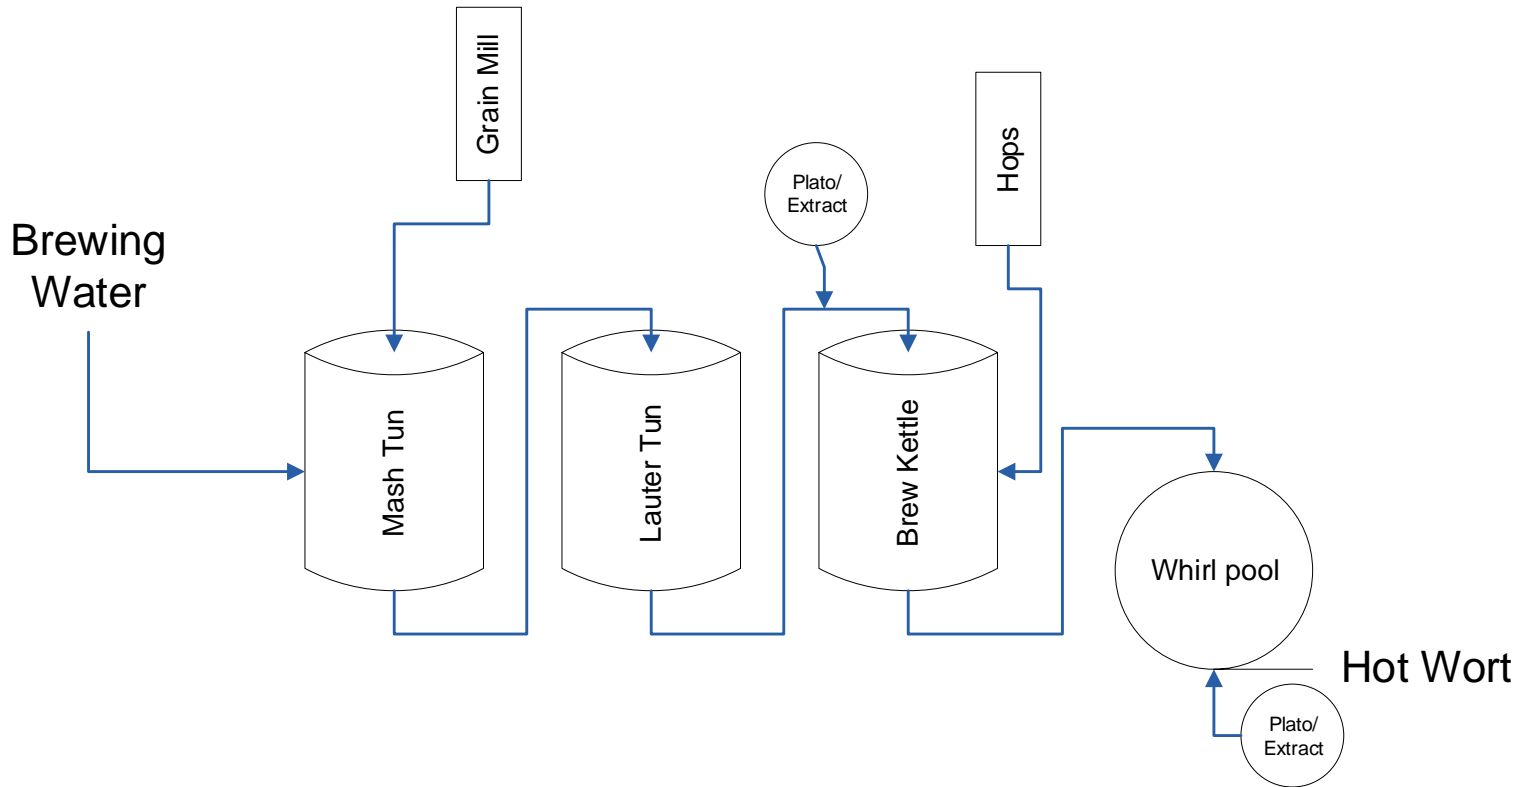 Grain Mill
Hops
Plato/
Extract
Brewing
Water
Mash Tun
Lauter Tun
Brew Kettle
Whirl pool
Hot Wort
Plato/
Extract